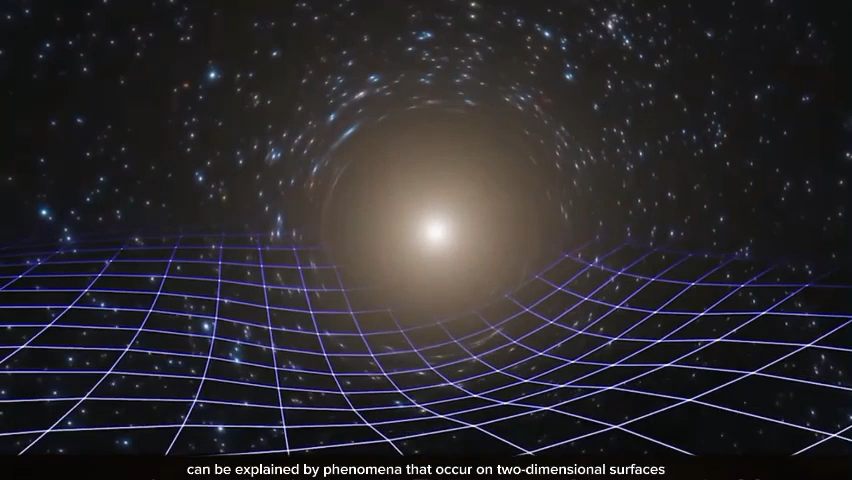 can be explained by phenomena that occur on two-dimensional surfaces